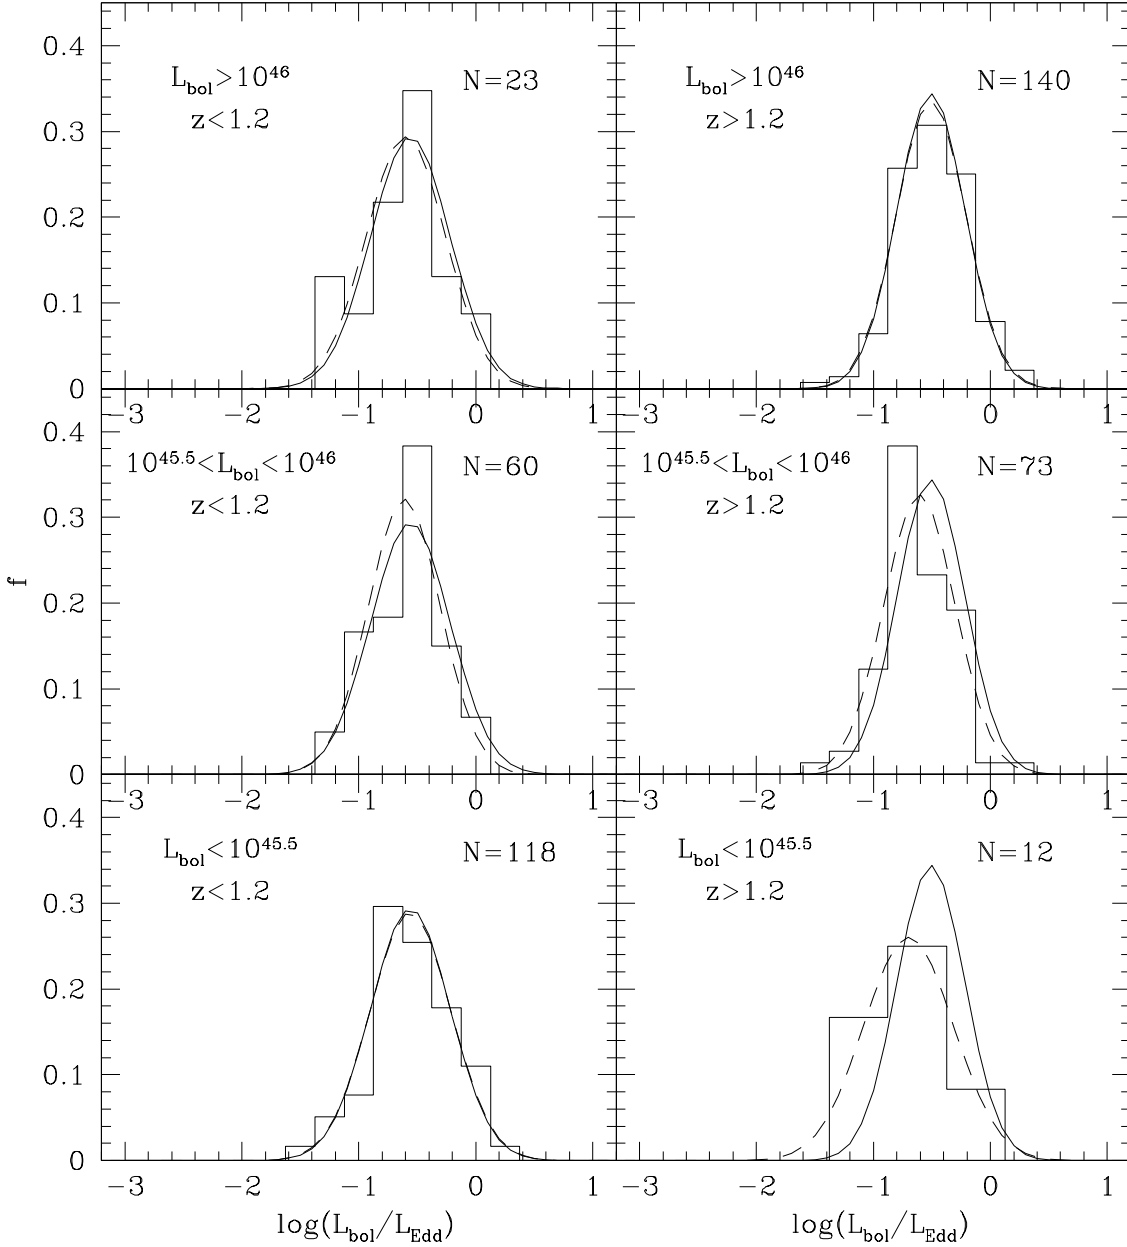 0.4
L_bol>10^46
N=23
z<1.2
0.3
0.2
0.1
0
−3 −2 −1 0 1
L_bol>10^46
N=140
z>1.2
−3 −2 −1 0 1
0.4
10^45.5<L_bol<10^46
N=60
z<1.2
0.3
f
0.2
0.1
0
−3 −2 −1 0 1
10^45.5<L_bol<10^46
N=73
z>1.2
−3 −2 −1 0 1
0.4
L_bol<10^45.5
N=118
z<1.2
0.3
0.2
0.1
0
−3 −2 −1 0 1
log(L_bol/L_Edd)
L_bol<10^45.5
N=12
z>1.2
−3 −2 −1 0 1
log(L_bol/L_Edd)